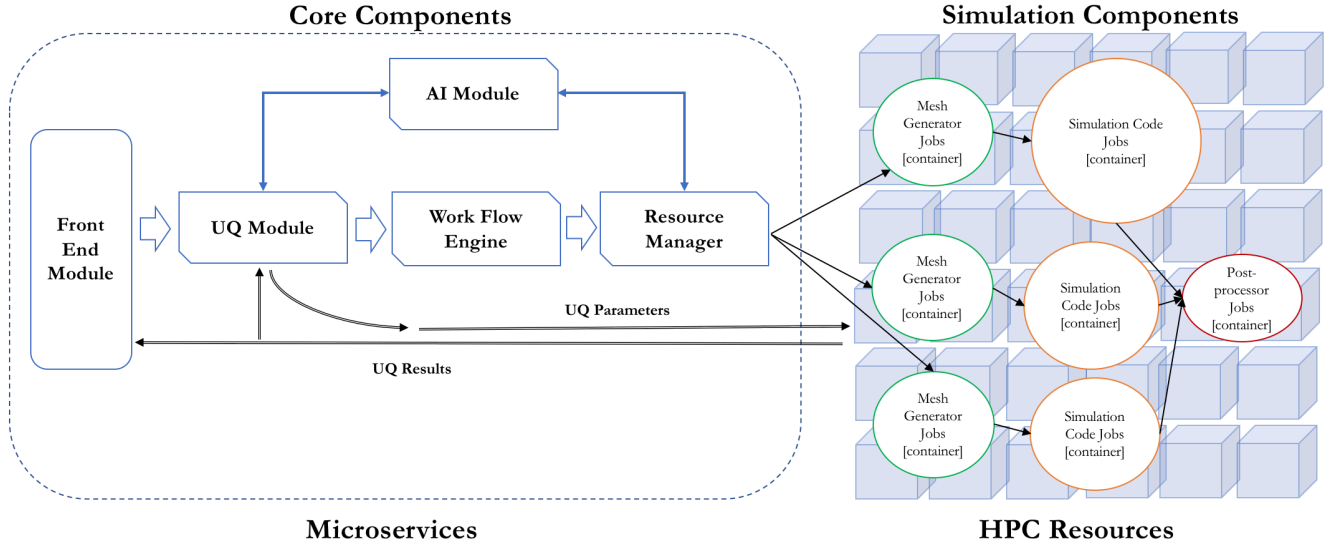 Core Components
Simulation Components
AI Module
Front
End
Module
UQ Module
Work Flow
Engine
Resource
Manager
UQ Parameters
UQ Results
Mesh
Generator
Jobs
[container]
Simulation Code
Jobs
[container]
Mesh
Generator
Jobs
[container]
Simulation
Code Jobs
[container]
Post-
processor
Jobs
[container]
Mesh
Generator
Jobs
[container]
Simulation
Code Jobs
[container]
Microservices
HPC Resources